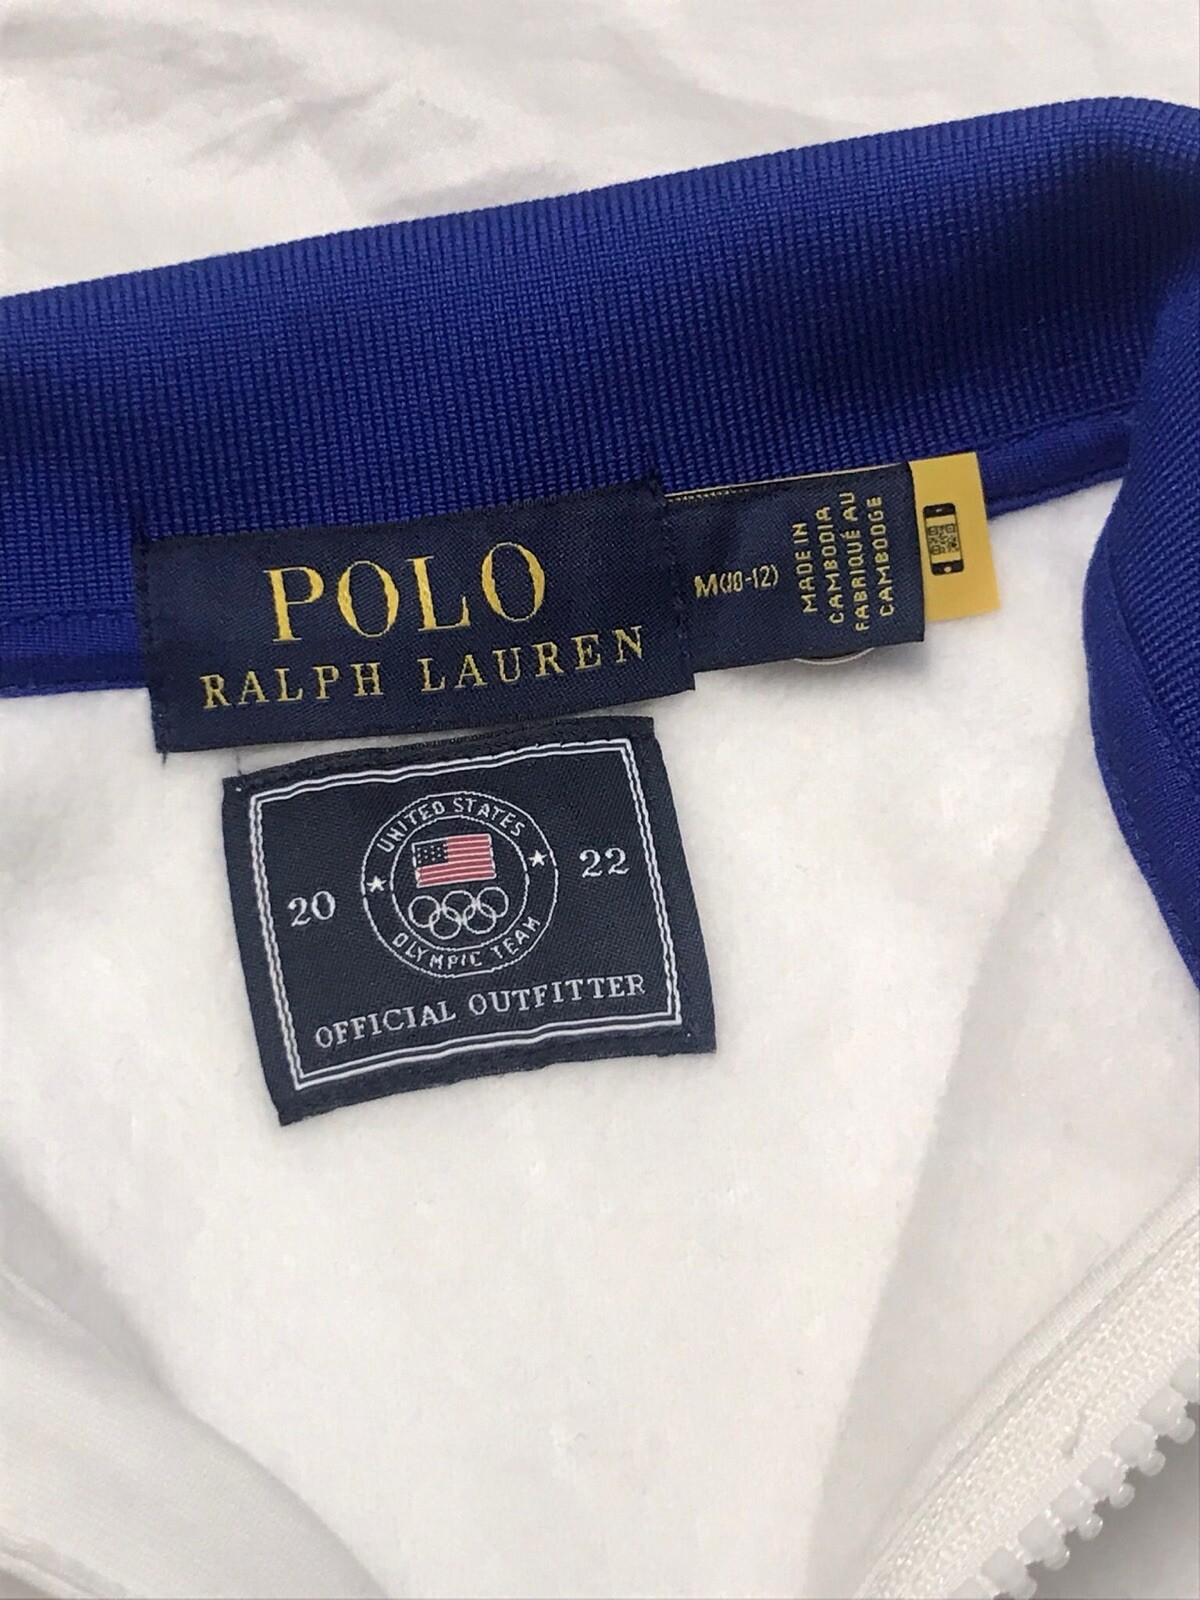 POLO
RALPH LAUREN
M(10-12)
MADE IN
CAMBODIA
FABRIQUÉ AU
CAMBODGE
UNITED STATES
20
22
OLYMPIC TEAM
OFFICIAL OUTFITTER